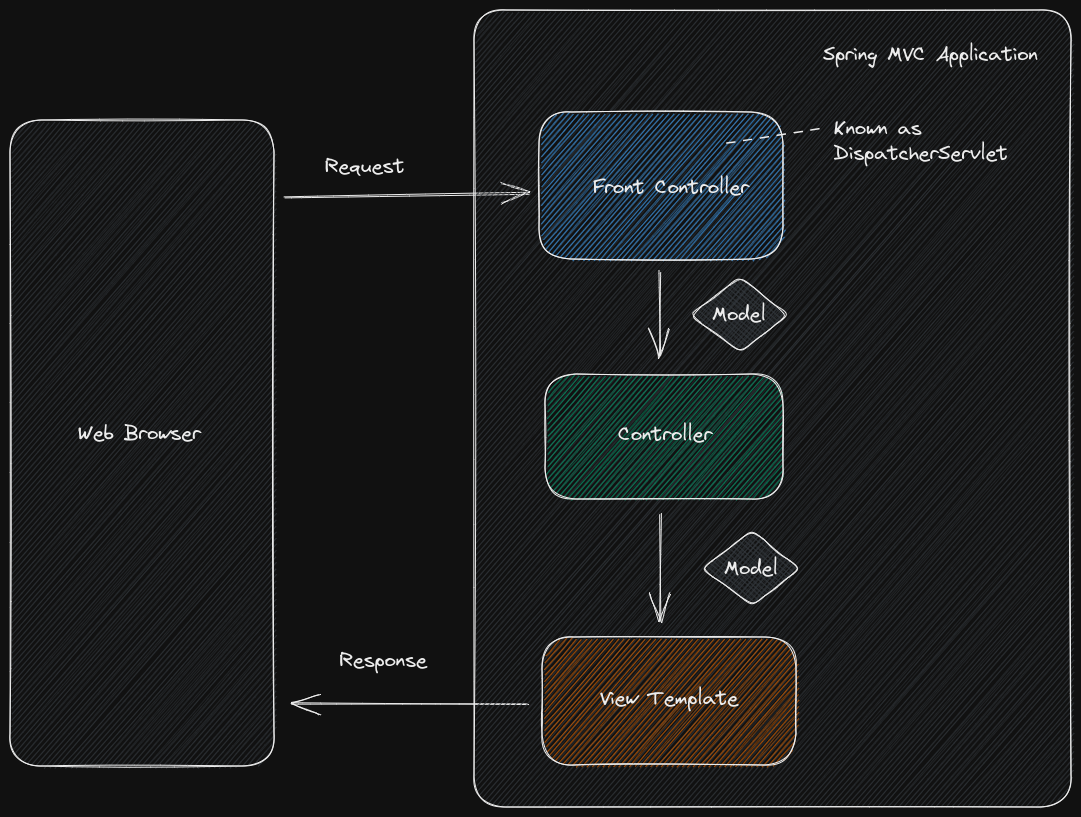 Spring MVC Application
Known as
DispatcherServlet
Request
Front Controller
Model
Web Browser
Controller
Model
Response
View Template